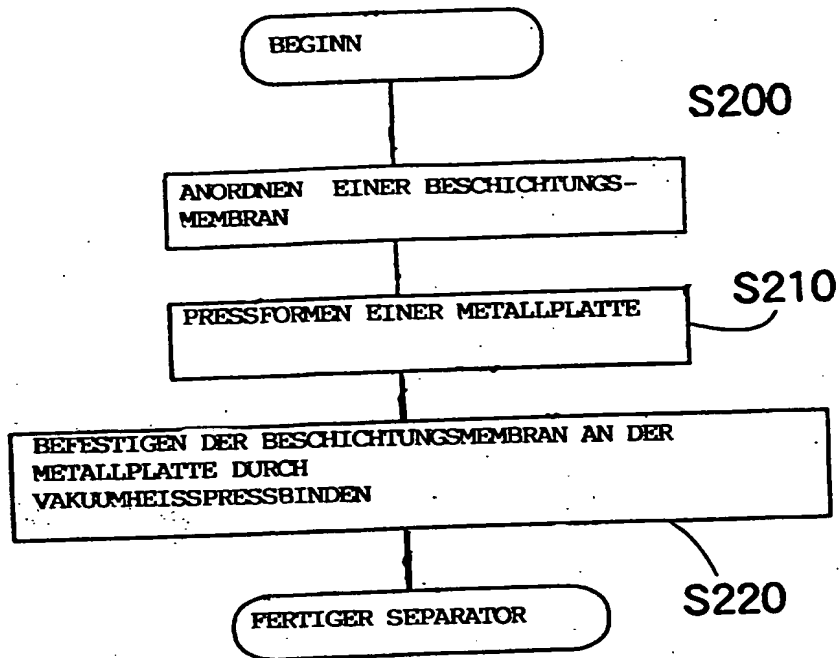 BEGINN
S200
ANORDNEN EINER BESCHICHTUNGS-
MEMBRAN
S210
PRESSFORMEN EINER METALLPLATTE
BEFESTIGEN DER BESCHICHTUNGSMEMBRAN AN DER
METALLPLATTE DURCH
VAKUUMHEISSPRESSBINDEN
S220
FERTIGER SEPARATOR